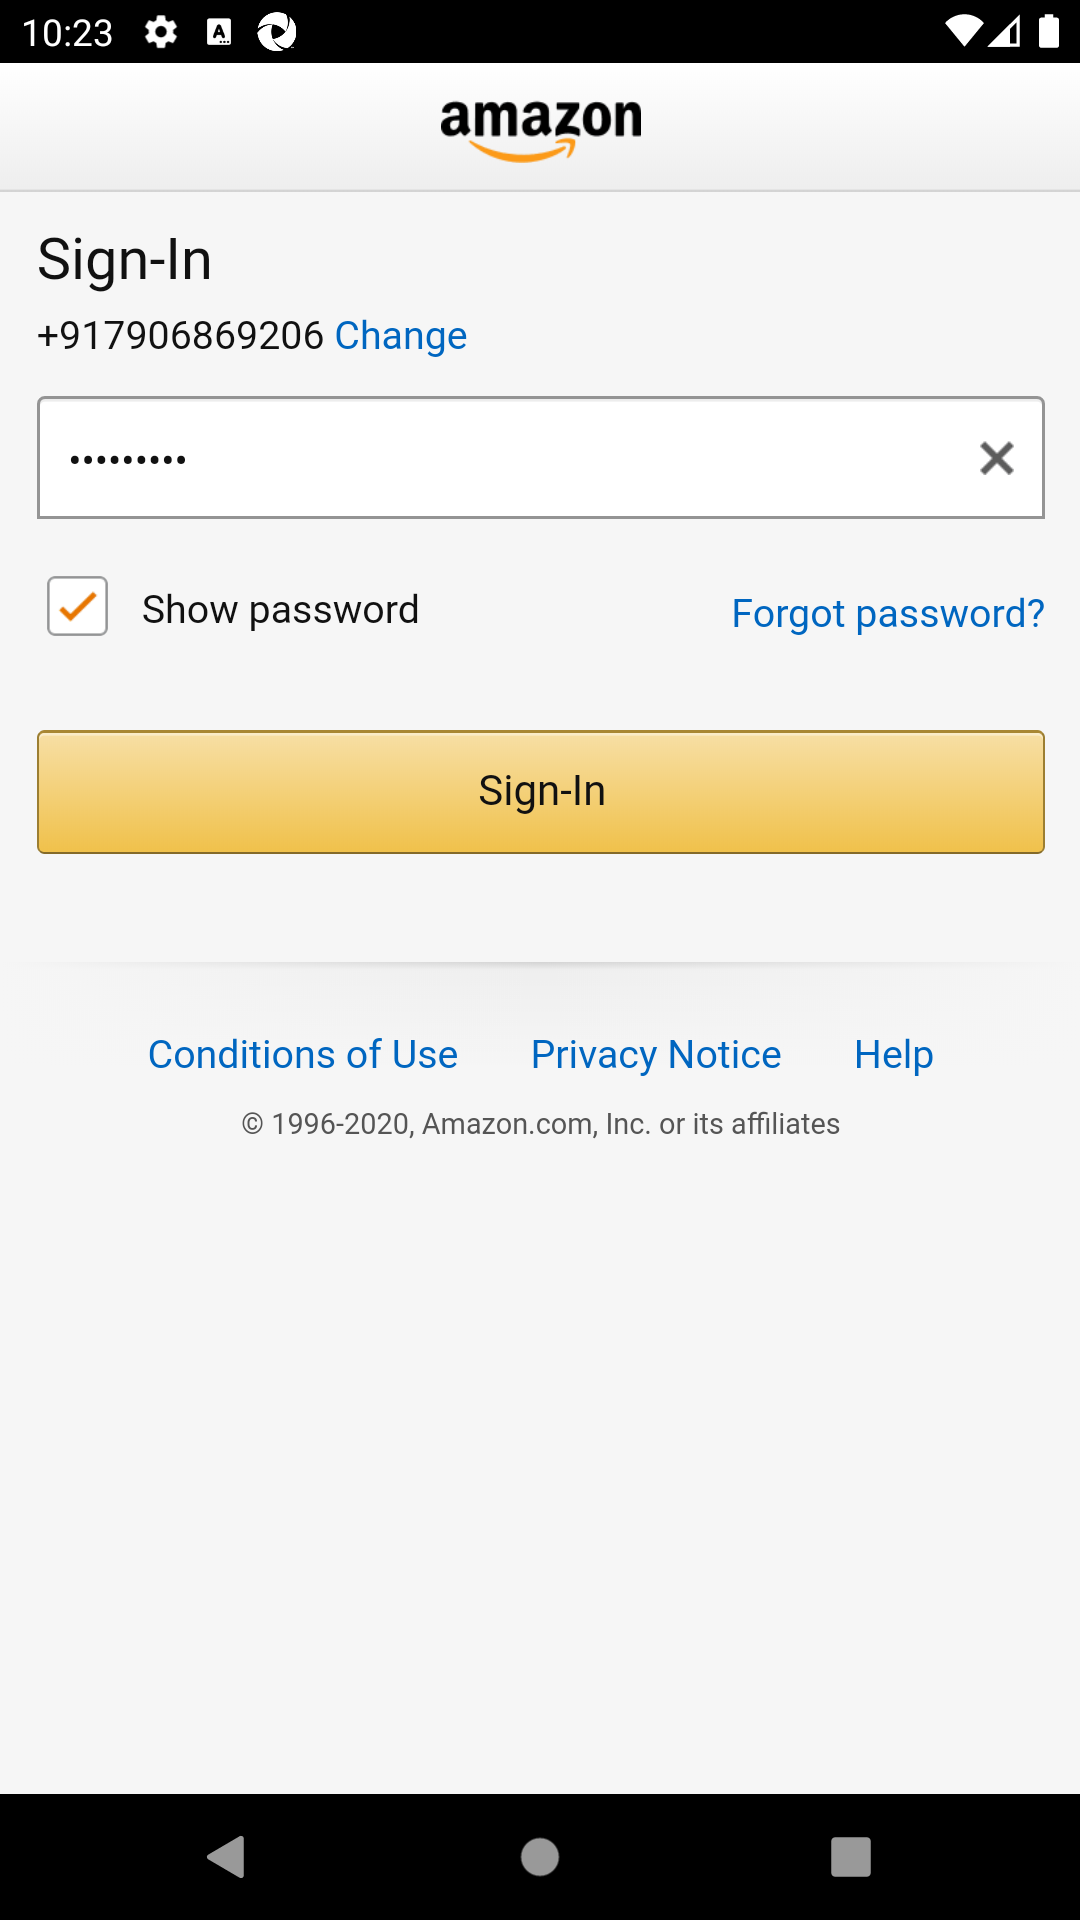 10:23
amazon
Sign-In
+917906869206 Change
•••••••••
Show password
Forgot password?
Sign-In
Conditions of Use Privacy Notice Help
© 1996-2020, Amazon.com, Inc. or its affiliates